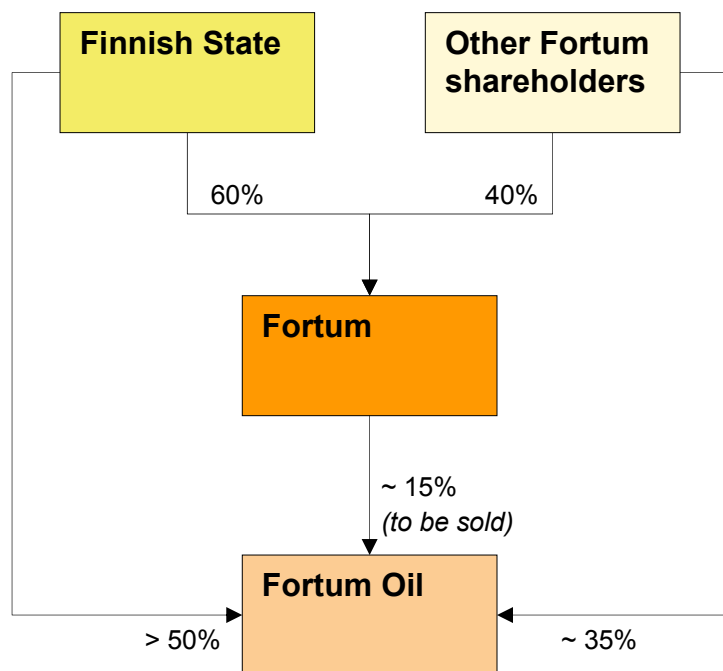 Finnish State
Other Fortum
shareholders
60%
40%
Fortum
~ 15%
(to be sold)
Fortum Oil
> 50%
~ 35%